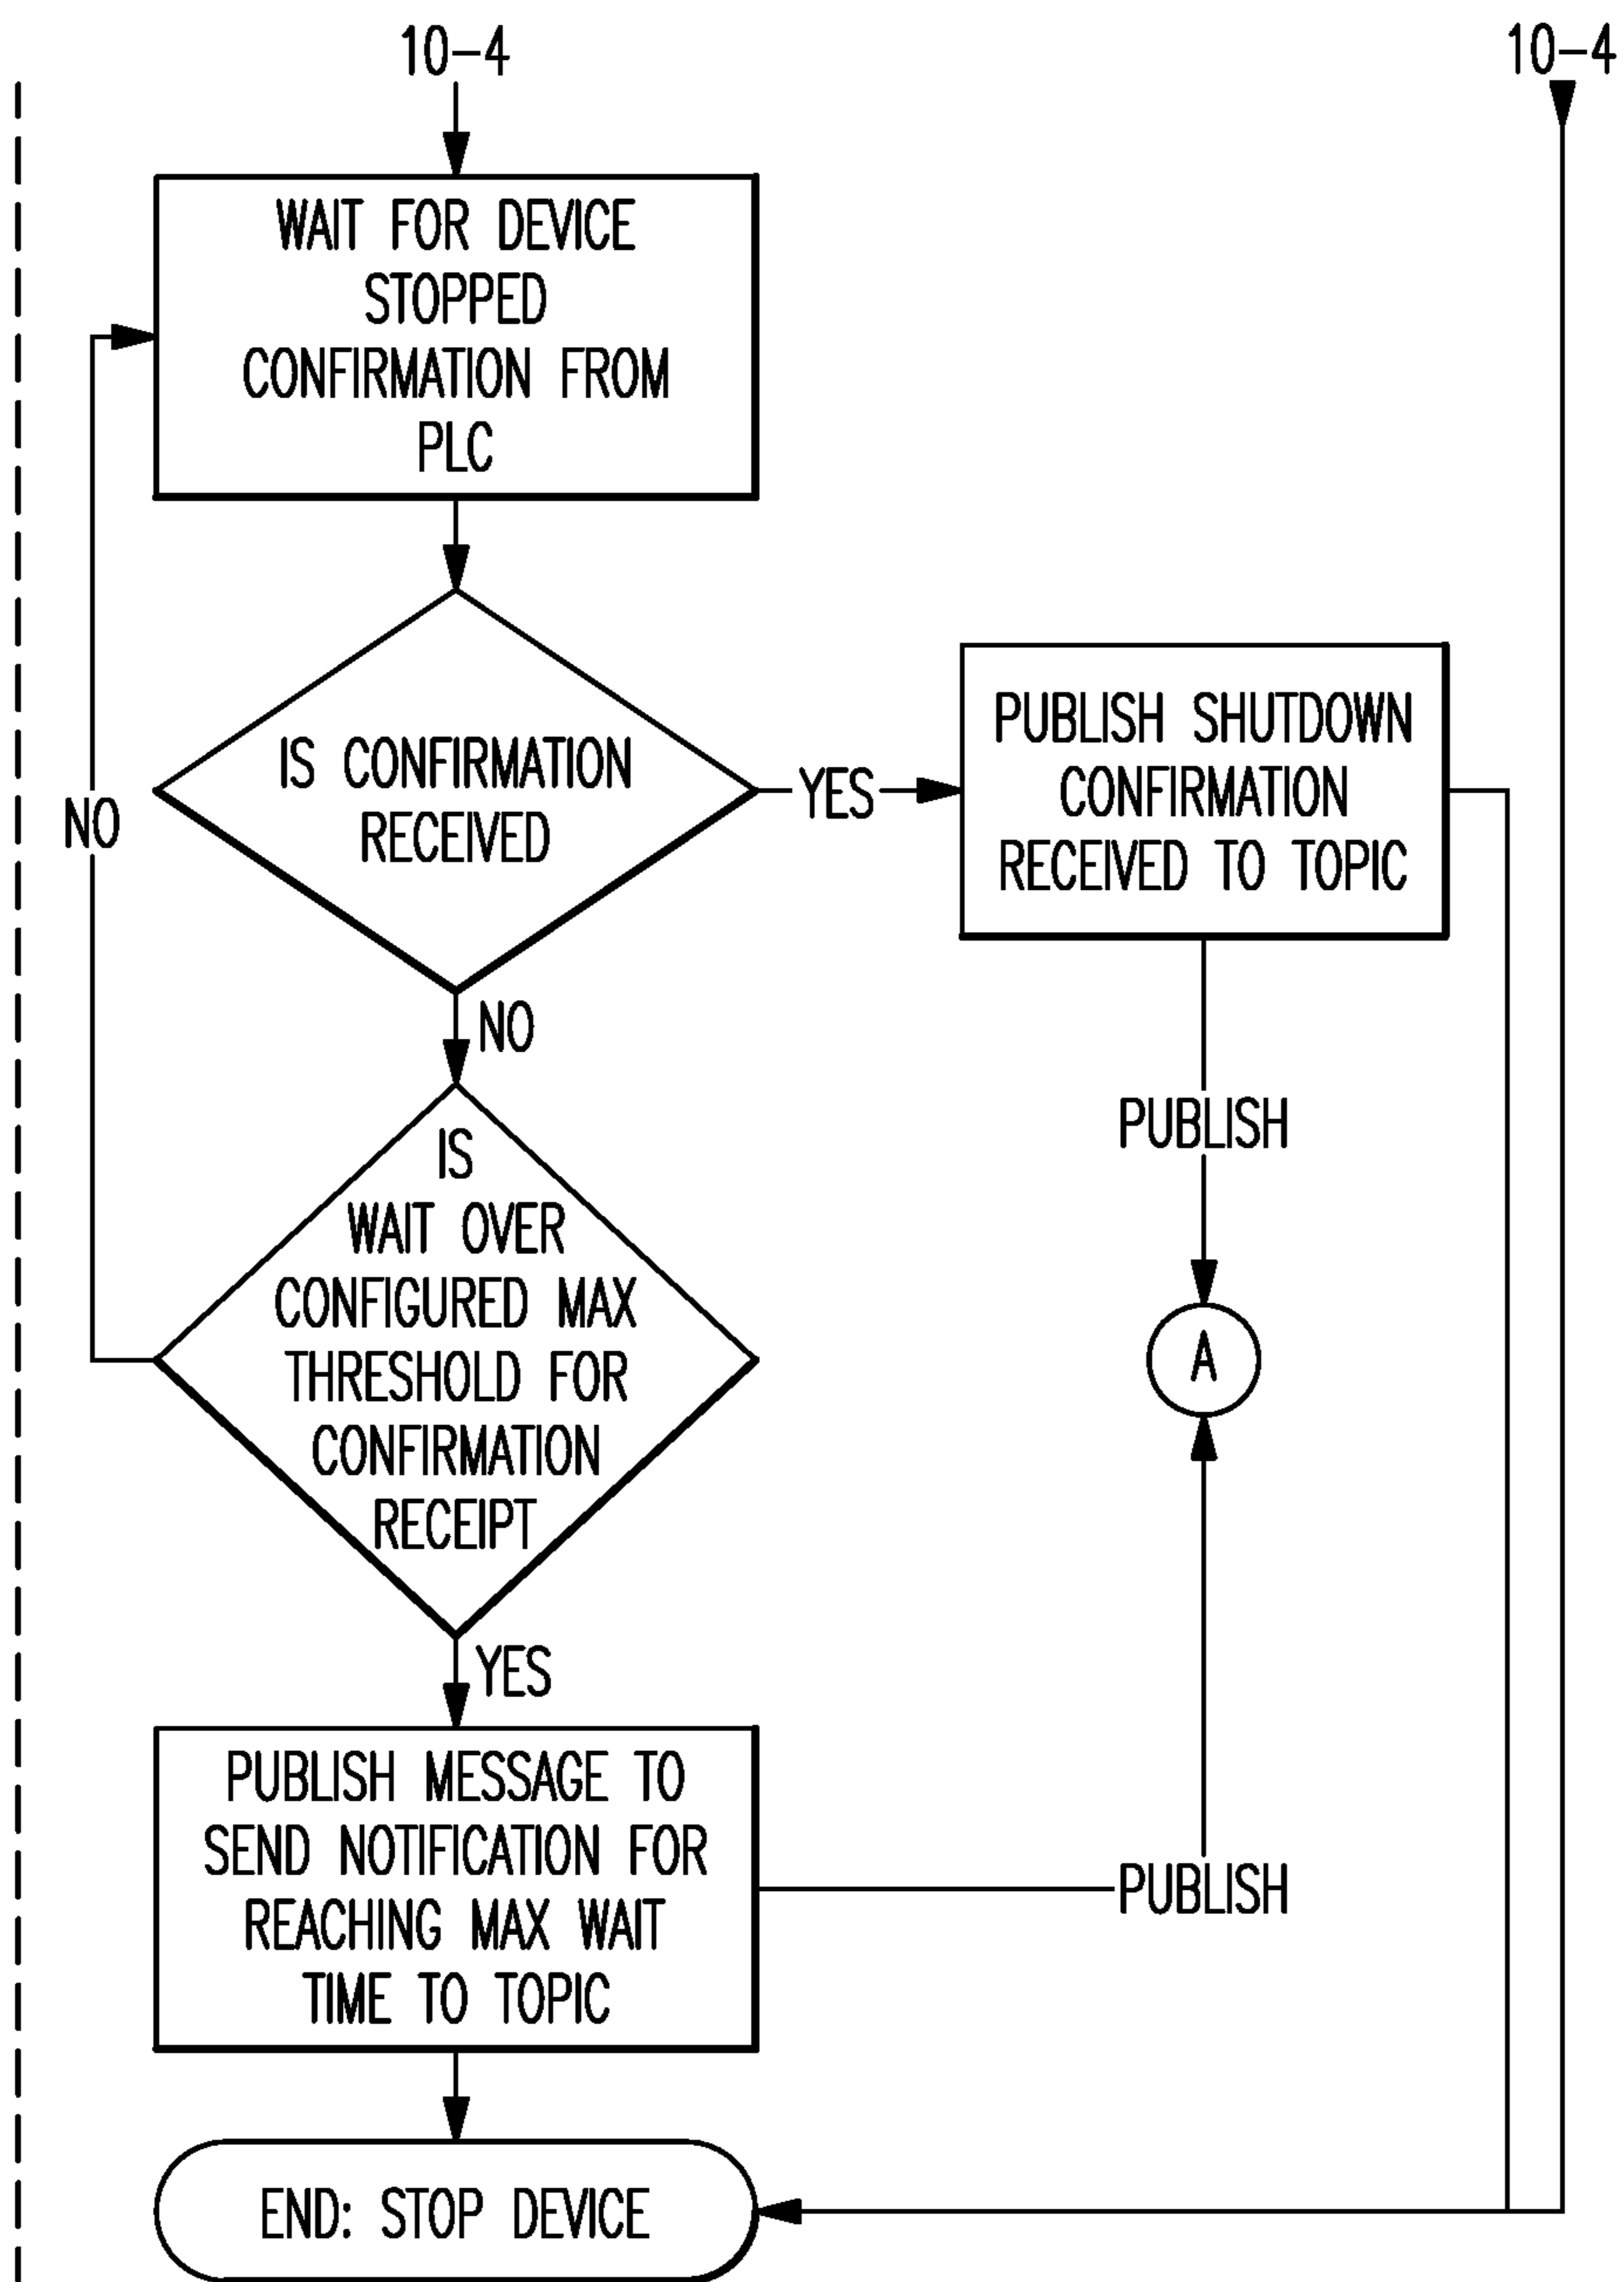 10-4
10-4
WAIT FOR DEVICE
STOPPED
CONFIRMATION FROM
PLC
IS CONFIRMATION
RECEIVED
YES
PUBLISH SHUTDOWN
CONFIRMATION
RECEIVED TO TOPIC
NO
NO
IS
WAIT OVER
CONFIGURED MAX
THRESHOLD FOR
CONFIRMATION
RECEIPT
PUBLISH
A
YES
PUBLISH MESSAGE TO
SEND NOTIFICATION FOR
REACHING MAX WAIT
TIME TO TOPIC
PUBLISH
END: STOP DEVICE